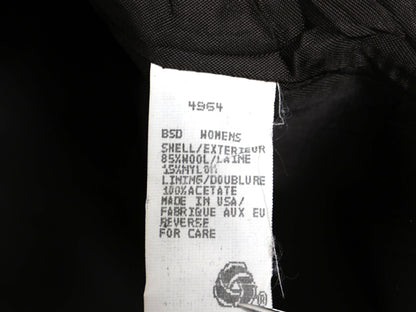 4964
BSD WOMENS
SHELL/EXTERIEUR
85%WOOL/LAINE
15%NYLON
LINING/DOUBLURE
100%ACETATE
MADE IN USA/
FABRIQUE AUX EU
REVERSE
FOR CARE
®